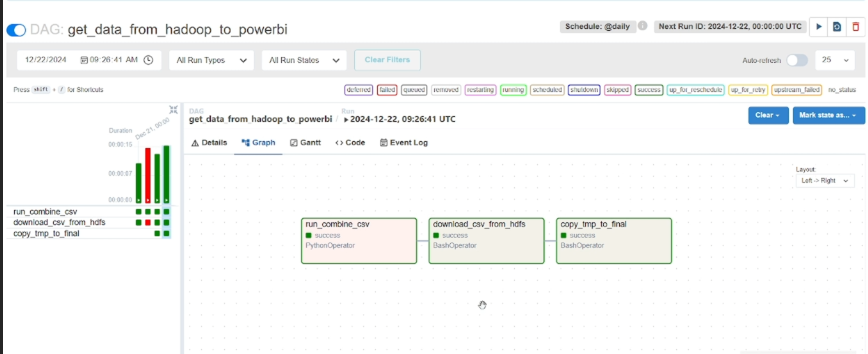 DAG: get_data_from_hadoop_to_powerbi
Schedule: @daily
Next Run ID: 2024-12-22, 00:00:00 UTC
12/22/2024 09:26:41 AM
All Run Types
All Run States
Clear Filters
Auto-refresh
25
Press shift + / for Shortcuts
deferred failed queued removed restarting running scheduled shutdown skipped success up_for_reschedule up_for_retry upstream_failed no_status
DAG
get_data_from_hadoop_to_powerbi
Run
2024-12-22, 09:26:41 UTC
Clear
Mark state as...
Duration
Dec 21, 00:00
00:00:15
00:00:07
00:00:00
run_combine_csv
download_csv_from_hdfs
copy_tmp_to_final
Details
Graph
Gantt
Code
Event Log
Layout:
Left -> Right
run_combine_csv
success
PythonOperator
download_csv_from_hdfs
success
BashOperator
copy_tmp_to_final
success
BashOperator